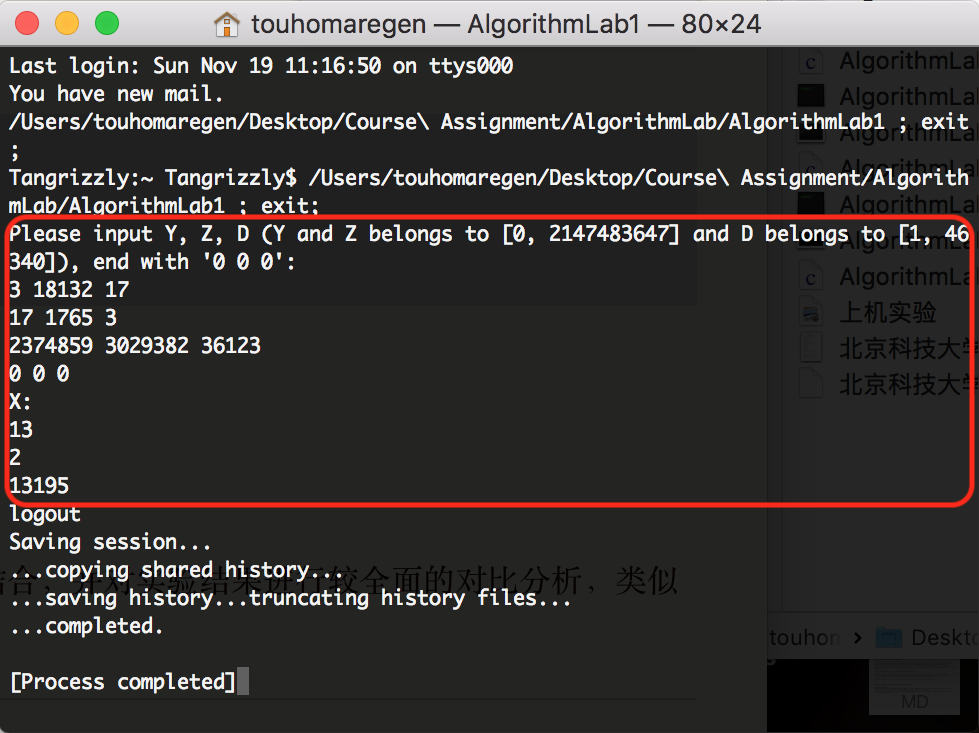 touhomaregen — AlgorithmLab1 — 80×24
Last login: Sun Nov 19 11:16:50 on ttys000
You have new mail.
/Users/touhomaregen/Desktop/Course\ Assignment/AlgorithmLab/AlgorithmLab1 ; exit
;
Tangrizzly:~ Tangrizzly$ /Users/touhomaregen/Desktop/Course\ Assignment/Algorith
mLab/AlgorithmLab1 ; exit;
Please input Y, Z, D (Y and Z belongs to [0, 2147483647] and D belongs to [1, 46
340]), end with '0 0 0':
3 18132 17
17 1765 3
2374859 3029382 36123
0 0 0
X:
13
2
13195
logout
Saving session...
...copying shared history...
...saving history...truncating history files...
...completed.
[Process completed]
对实验结果进行较全面的对比分析，类似
AlgorithmLa
AlgorithmLa
AlgorithmLa
AlgorithmLa
AlgorithmLa
AlgorithmLa
AlgorithmLa
上机实验
北京科技大学
北京科技大学
touhon › Deskto
MD